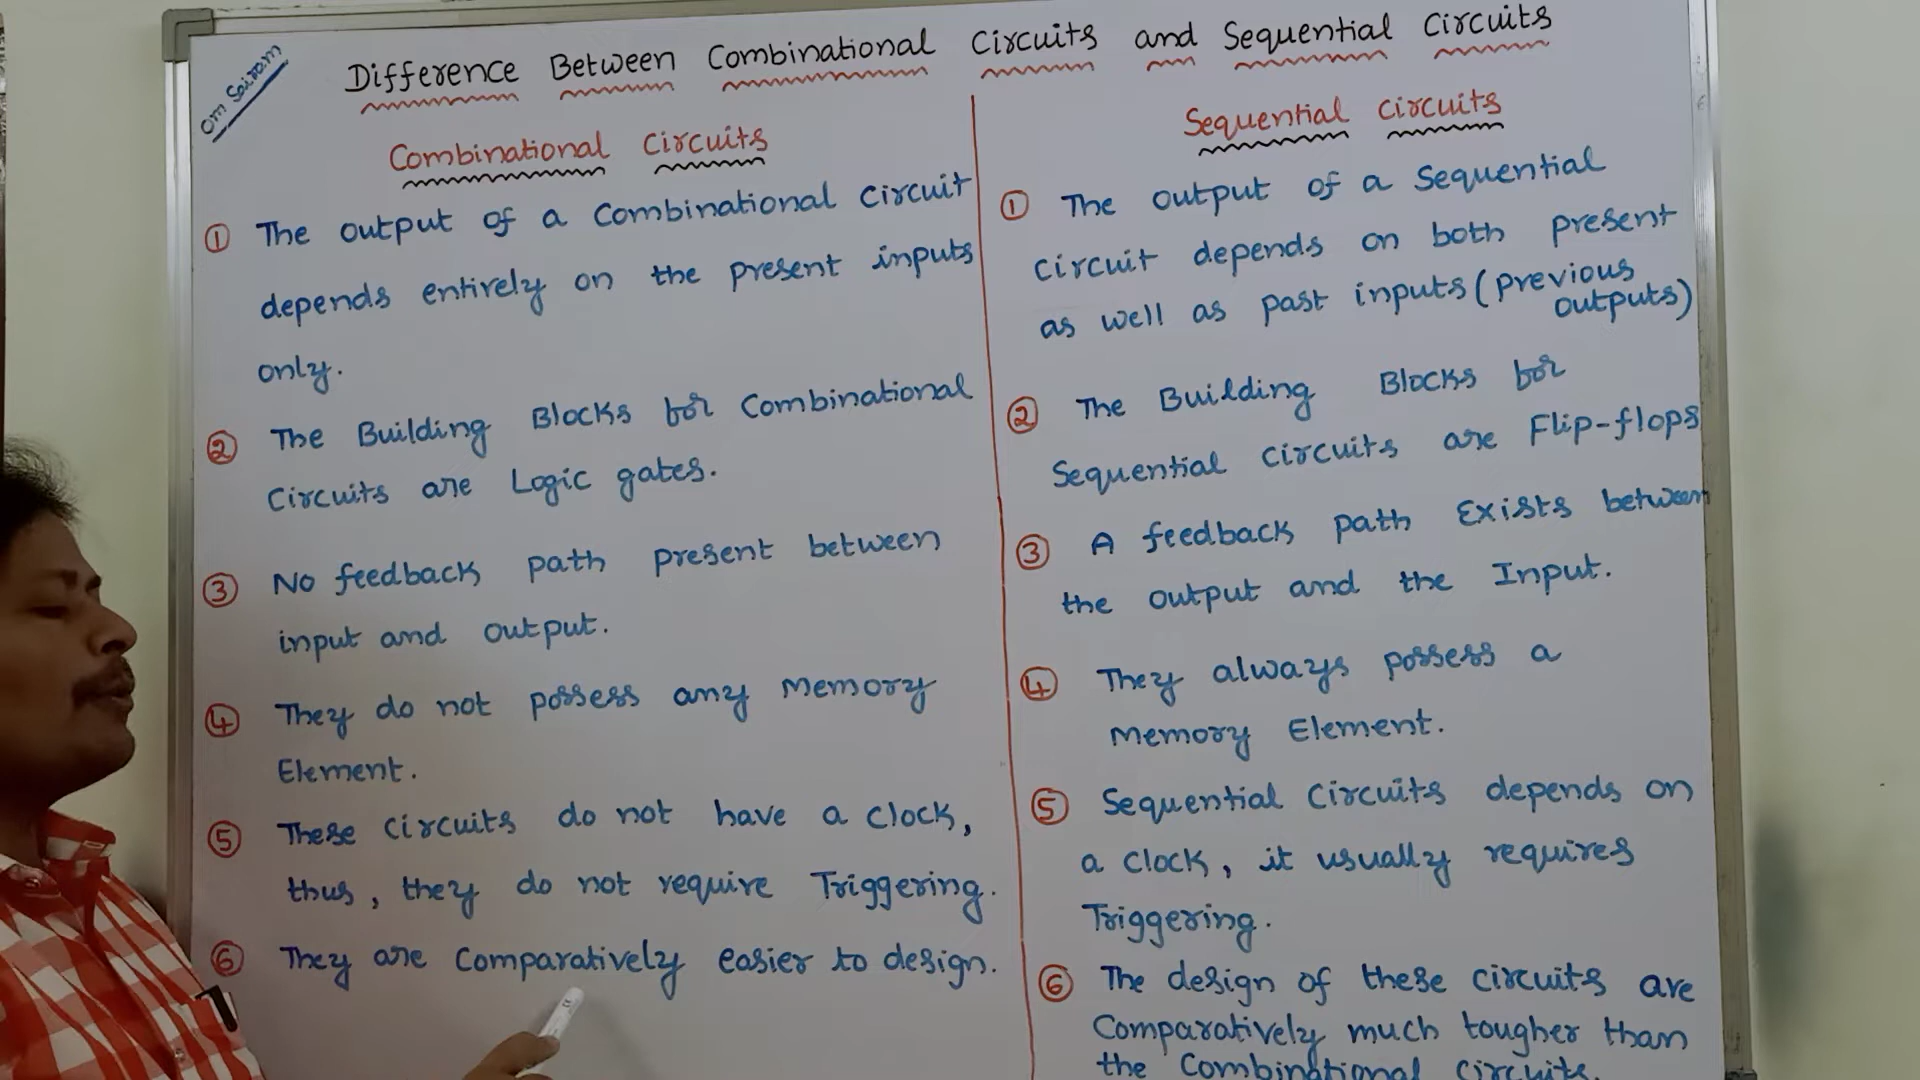 Om Sairam
Difference Between Combinational Circuits and Sequential Circuits
Combinational Circuits
① The output of a Combinational Circuit
depends entirely on the present inputs
only.
② The Building Blocks for Combinational
Circuits are Logic gates.
③ No feedback path present between
input and output.
④ They do not possess any Memory
Element.
⑤ These Circuits do not have a clock,
thus, they do not require Triggering.
⑥ They are Comparatively easier to design.
Sequential Circuits
① The output of a Sequential
Circuit depends on both present
as well as past inputs (previous
outputs)
② The Building Blocks for
Sequential Circuits are Flip-flops
③ A feedback path Exists between
the output and the Input.
④ They always possess a
Memory Element.
⑤ Sequential Circuits depends on
a clock, it usually requires
Triggering.
⑥ The design of these circuits are
Comparatively much tougher than
the Combinational circuits.